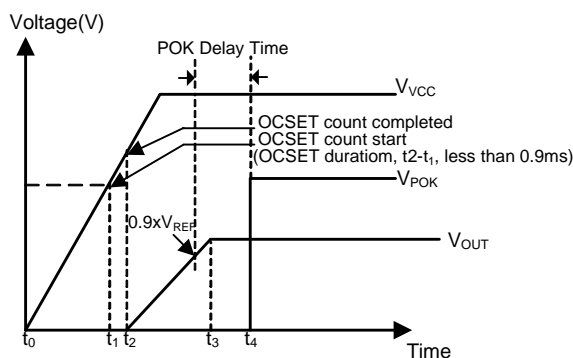 Voltage(V)
POK Delay Time
VVCC
OCSET count completed
OCSET count start
(OCSET duratiom, t2-t1, less than 0.9ms)
VPOK
0.9xVREF
VOUT
t0
t1
t2
t3
t4
Time